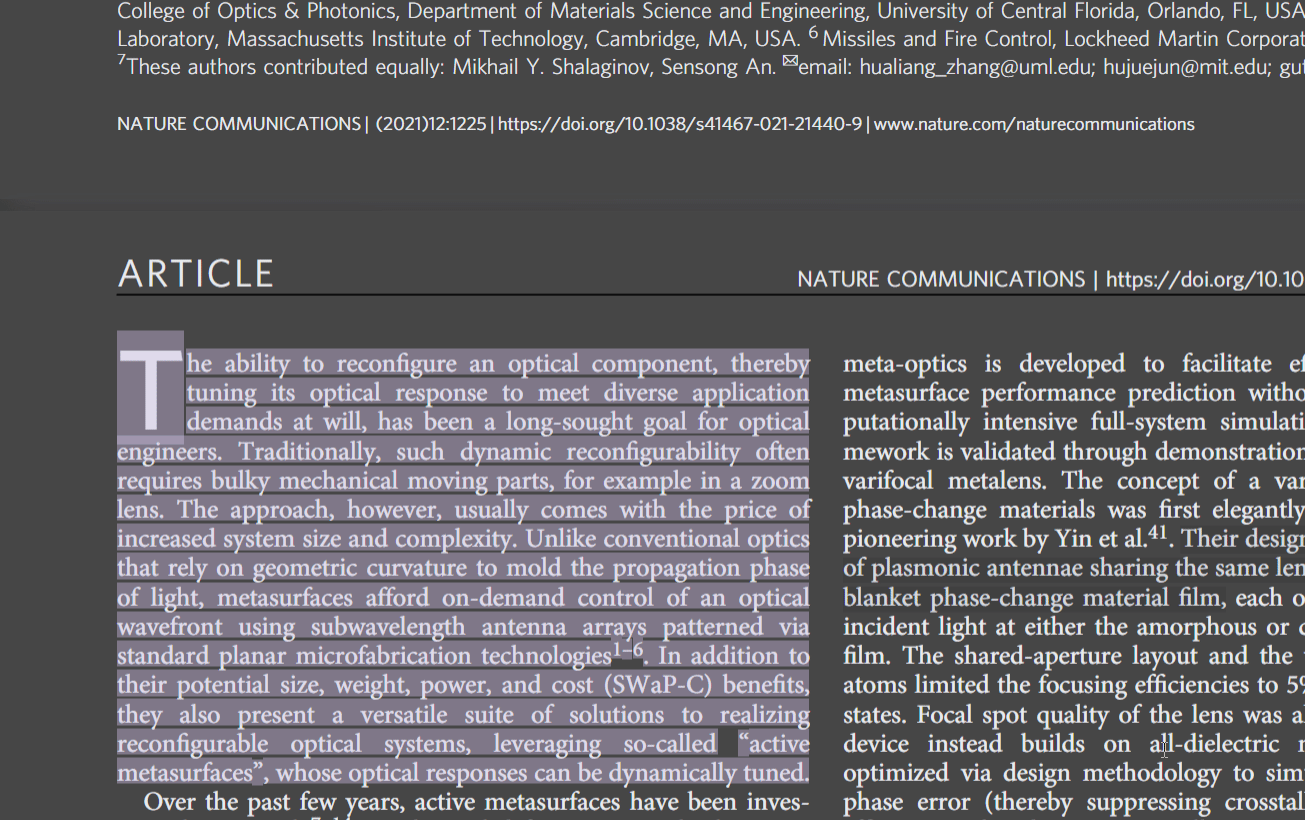 College of Optics & Photonics, Department of Materials Science and Engineering, University of Central Florida, Orlando, FL, USA
Laboratory, Massachusetts Institute of Technology, Cambridge, MA, USA. 6 Missiles and Fire Control, Lockheed Martin Corporat
7These authors contributed equally: Mikhail Y. Shalaginov, Sensong An. ✉email: hualiang_zhang@uml.edu; hujuejun@mit.edu; gu
NATURE COMMUNICATIONS | (2021)12:1225 | https://doi.org/10.1038/s41467-021-21440-9 | www.nature.com/naturecommunications
ARTICLE
NATURE COMMUNICATIONS | https://doi.org/10.10
The ability to reconfigure an optical component, thereby
tuning its optical response to meet diverse application
demands at will, has been a long-sought goal for optical
engineers. Traditionally, such dynamic reconfigurability often
requires bulky mechanical moving parts, for example in a zoom
lens. The approach, however, usually comes with the price of
increased system size and complexity. Unlike conventional optics
that rely on geometric curvature to mold the propagation phase
of light, metasurfaces afford on-demand control of an optical
wavefront using subwavelength antenna arrays patterned via
standard planar microfabrication technologies1–6. In addition to
their potential size, weight, power, and cost (SWaP-C) benefits,
they also present a versatile suite of solutions to realizing
reconfigurable optical systems, leveraging so-called “active
metasurfaces”, whose optical responses can be dynamically tuned.
Over the past few years, active metasurfaces have been inves-
meta-optics is developed to facilitate ef
metasurface performance prediction witho
putationally intensive full-system simulati
mework is validated through demonstration
varifocal metalens. The concept of a var
phase-change materials was first elegantly
pioneering work by Yin et al.41. Their design
of plasmonic antennae sharing the same len
blanket phase-change material film, each o
incident light at either the amorphous or c
film. The shared-aperture layout and the
atoms limited the focusing efficiencies to 5%
states. Focal spot quality of the lens was al
device instead builds on all-dielectric
optimized via design methodology to sim
phase error (thereby suppressing crosstal